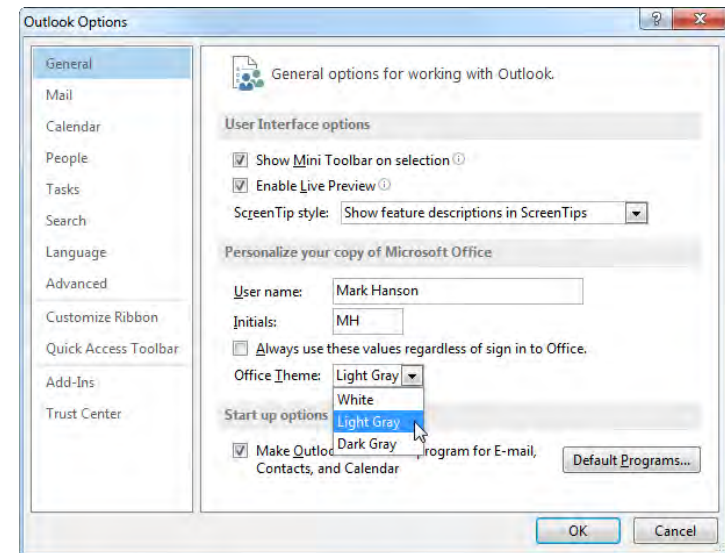 Outlook Options
General
Mail
Calendar
People
Tasks
Search
Language
Advanced
Customize Ribbon
Quick Access Toolbar
Add-Ins
Trust Center
General options for working with Outlook.
User Interface options
Show Mini Toolbar on selection
Enable Live Preview
ScreenTip style: Show feature descriptions in ScreenTips
Personalize your copy of Microsoft Office
User name: Mark Hanson
Initials: MH
Always use these values regardless of sign in to Office.
Office Theme: Light Gray
White
Light Gray
Dark Gray
Start up options
Make Outlo program for E-mail,
Contacts, and Calendar
Default Programs...
OK Cancel